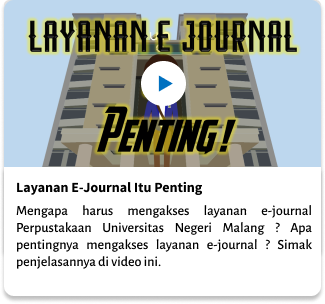 LAYANAN E JOURNAL
PENTING!
Layanan E-Journal Itu Penting
Mengapa harus mengakses layanan e-journal
Perpustakaan Universitas Negeri Malang ? Apa
pentingnya mengakses layanan e-journal ? Simak
penjelasannya di video ini.